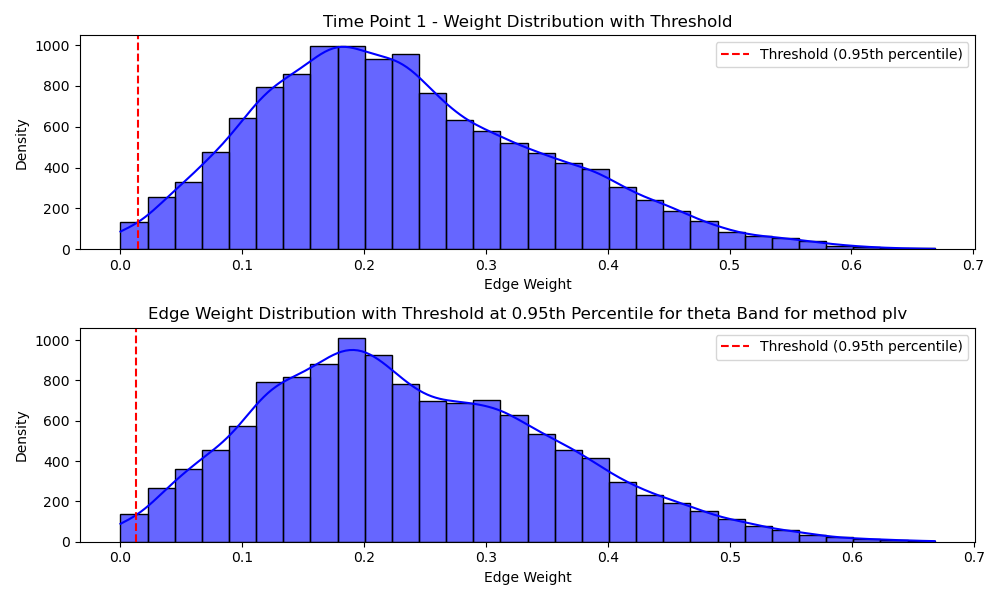 Time Point 1 - Weight Distribution with Threshold
Density
1000
800
600
400
200
0
Threshold (0.95th percentile)
0.0 0.1 0.2 0.3 0.4 0.5 0.6 0.7
Edge Weight
Edge Weight Distribution with Threshold at 0.95th Percentile for theta Band for method plv
Density
1000
800
600
400
200
0
Threshold (0.95th percentile)
0.0 0.1 0.2 0.3 0.4 0.5 0.6 0.7
Edge Weight